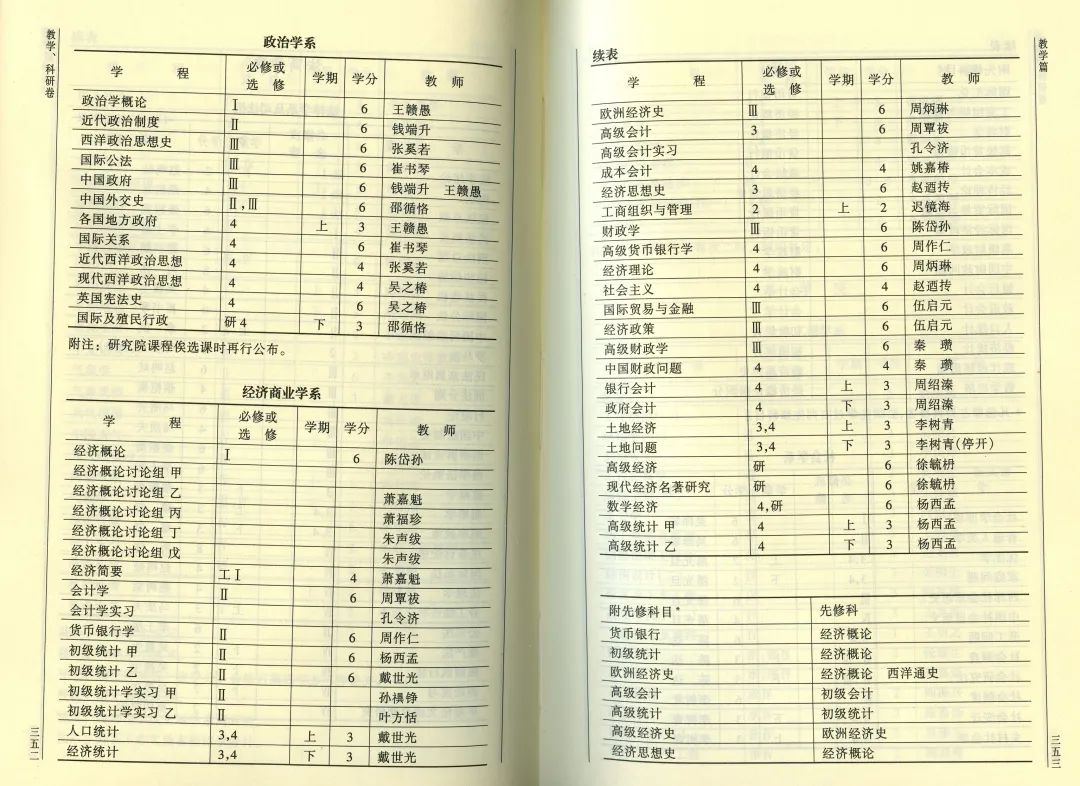 教学、科研卷
政治学系
学 程 必修或选修 学期 学分 教 师
政治学概论 Ⅰ 6 王赣愚
近代政治制度 Ⅱ 6 钱端升
西洋政治思想史 Ⅲ 6 张奚若
国际公法 Ⅲ 6 崔书琴
中国政府 Ⅲ 6 钱端升 王赣愚
中国外交史 Ⅱ,Ⅲ 6 邵循恪
各国地方政府 4 上 3 王赣愚
国际关系 4 6 崔书琴
近代西洋政治思想 4 4 张奚若
现代西洋政治思想 4 4 吴之椿
英国宪法史 4 6 吴之椿
国际及殖民行政 研4 下 3 邵循恪
附注：研究院课程俟选课时再行公布。
经济商业学系
学 程 必修或选修 学期 学分 教 师
经济概论 Ⅰ 6 陈岱孙
经济概论讨论组 甲
经济概论讨论组 乙 萧嘉魁
经济概论讨论组 丙 萧福珍
经济概论讨论组 丁 朱声绂
经济概论讨论组 戊 朱声绂
经济简要 工Ⅰ 4 萧嘉魁
会计学 Ⅱ 6 周覃祓
会计学实习 孔令济
货币银行学 Ⅱ 6 周作仁
初级统计 甲 Ⅱ 6 杨西孟
初级统计 乙 Ⅱ 6 戴世光
初级统计学实习 甲 Ⅱ 孙禩铮
初级统计学实习 乙 Ⅱ 叶方恬
人口统计 3,4 上 3 戴世光
经济统计 3,4 下 3 戴世光
三五二
教学篇
续表
学 程 必修或选修 学期 学分 教 师
欧洲经济史 Ⅲ 6 周炳琳
高级会计 3 6 周覃祓
高级会计实习 孔令济
成本会计 4 4 姚嘉椿
经济思想史 3 6 赵迺抟
工商组织与管理 2 上 2 迟镜海
财政学 Ⅲ 6 陈岱孙
高级货币银行学 4 6 周作仁
经济理论 4 6 周炳琳
社会主义 4 4 赵迺抟
国际贸易与金融 Ⅲ 6 伍启元
经济政策 Ⅲ 6 伍启元
高级财政学 Ⅲ 6 秦 瓒
中国财政问题 4 4 秦 瓒
银行会计 4 上 3 周绍溱
政府会计 4 下 3 周绍溱
土地经济 3,4 上 3 李树青
土地问题 3,4 下 3 李树青(停开)
高级经济 研 6 徐毓枬
现代经济名著研究 研 6 徐毓枬
数学经济 4,研 6 杨西孟
高级统计 甲 4 上 3 杨西孟
高级统计 乙 4 下 3 杨西孟
附先修科目* 先修科
货币银行 经济概论
初级统计 经济概论
欧洲经济史 经济概论 西洋通史
高级会计 初级会计
高级统计 初级统计
高级经济史 欧洲经济史
经济思想史 经济概论
三五三